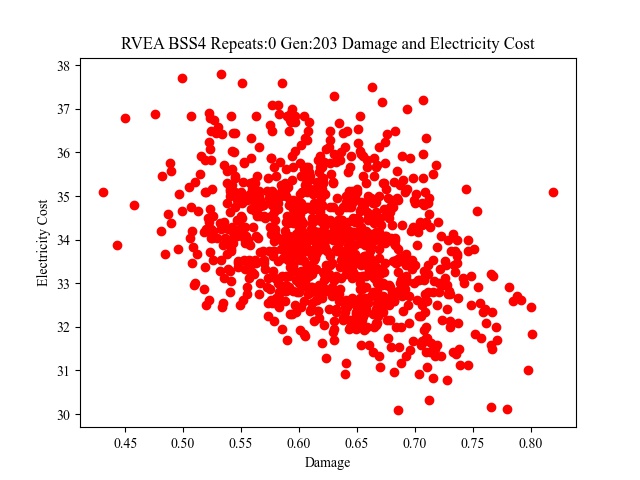 RVEA BSS4 Repeats:0 Gen:203 Damage and Electricity Cost
38
37
36
35
34
33
32
31
30
Electricity Cost
0.45 0.50 0.55 0.60 0.65 0.70 0.75 0.80
Damage